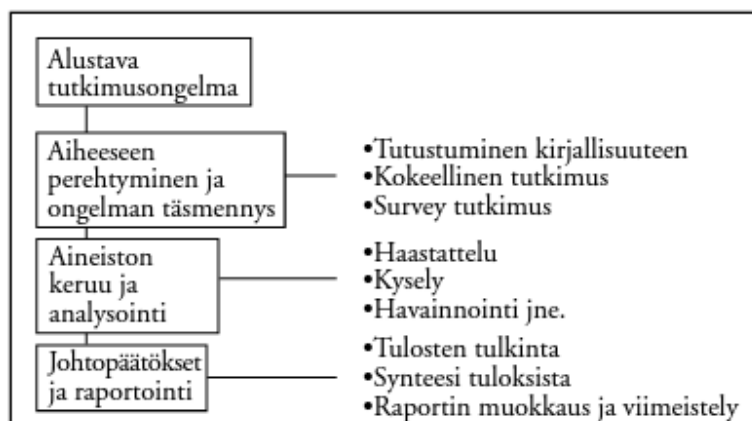 Alustava
tutkimusongelma
Aiheeseen
perehtyminen ja
ongelman täsmennys
•Tutustuminen kirjallisuuteen
•Kokeellinen tutkimus
•Survey tutkimus
Aineiston
keruu ja
analysointi
•Haastattelu
•Kysely
•Havainnointi jne.
Johtopäätökset
ja raportointi
•Tulosten tulkinta
•Synteesi tuloksista
•Raportin muokkaus ja viimeistely